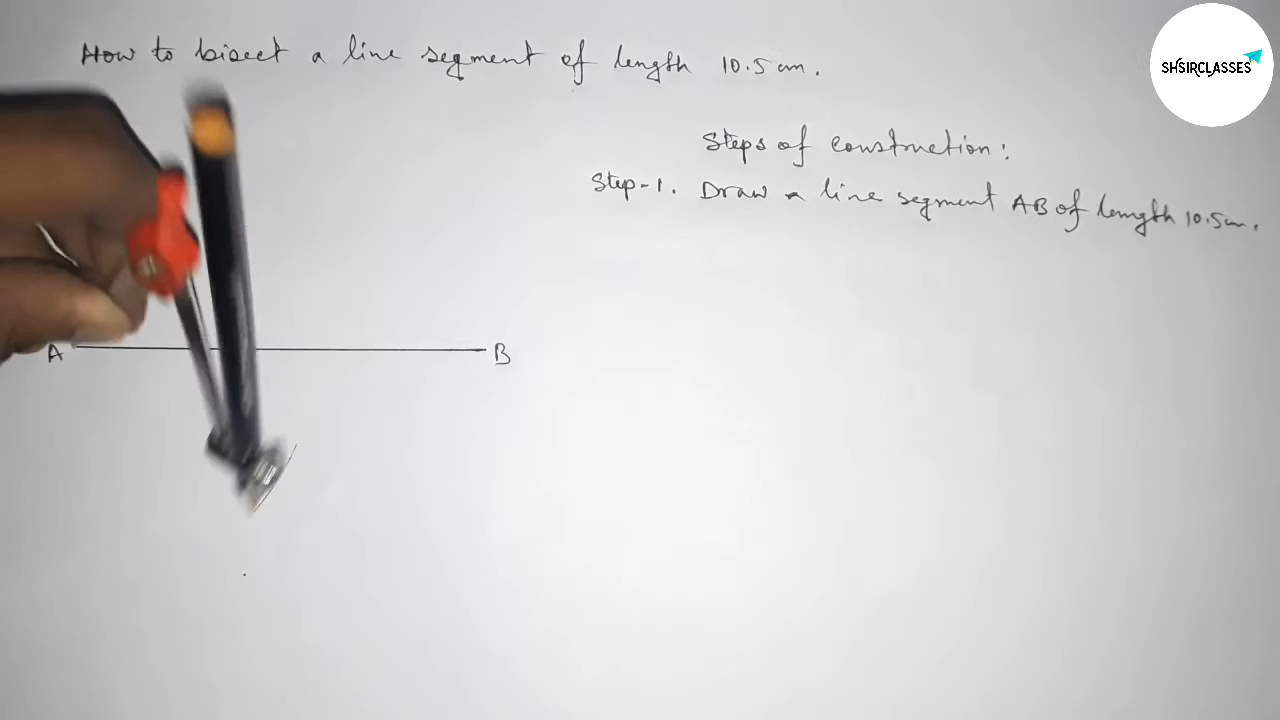 How to bisect a line segment of length 10.5 cm.
SHSIRCLASSES
Steps of construction:
Step-1. Draw a line segment AB of length 10.5cm.
A B